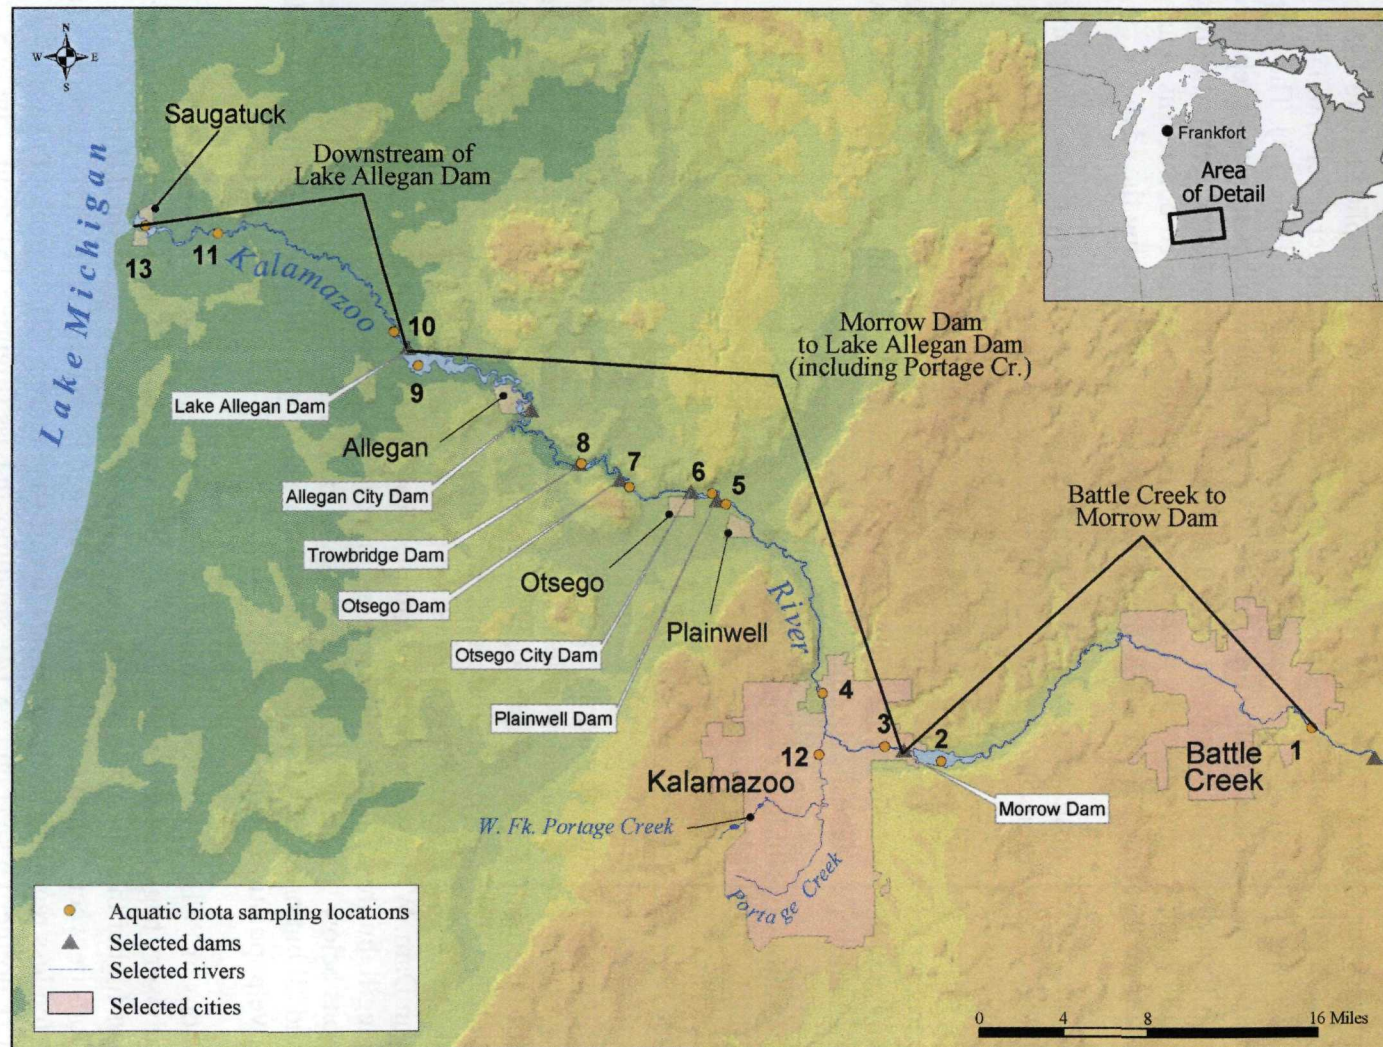 N
W E
S
Saugatuck
Downstream of
Lake Allegan Dam
Lake Michigan
13
11
Kalamazoo
10
9
Lake Allegan Dam
Allegan
Allegan City Dam
8
7
6
5
Trowbridge Dam
Otsego Dam
Otsego
Otsego City Dam
Plainwell
Plainwell Dam
River
Morrow Dam
to Lake Allegan Dam
(including Portage Cr.)
Battle Creek to
Morrow Dam
4
3
2
12
1
Kalamazoo
Battle
Creek
Morrow Dam
W. Fk. Portage Creek
Portage Creek
Frankfort
Area
of Detail
Aquatic biota sampling locations
Selected dams
Selected rivers
Selected cities
0 4 8 16 Miles